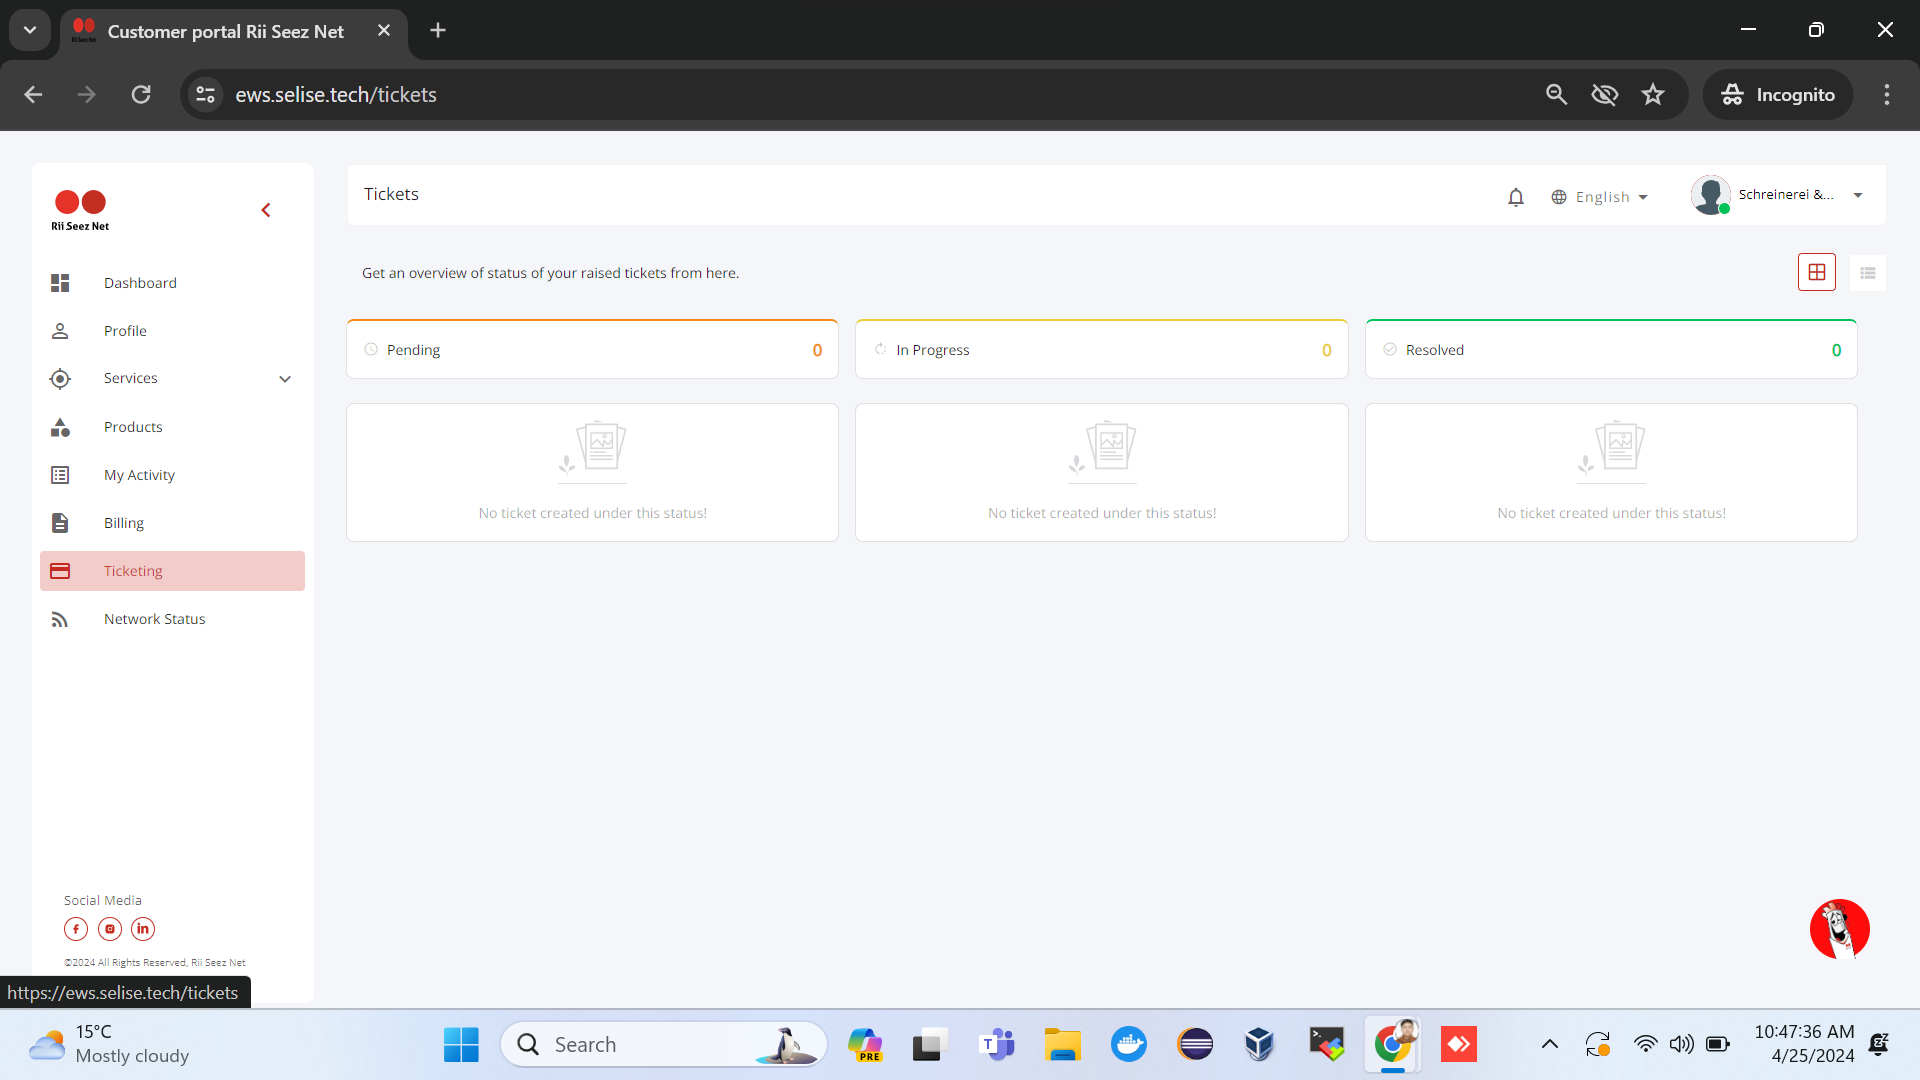 Customer portal Rii Seez Net
ews.selise.tech/tickets
Incognito
Rii Seez Net
Tickets
English
Schreinerei &...
Get an overview of status of your raised tickets from here.
Dashboard
Profile
Services
Products
My Activity
Billing
Ticketing
Network Status
Pending 0
In Progress 0
Resolved 0
No ticket created under this status!
No ticket created under this status!
No ticket created under this status!
Social Media
©2024 All Rights Reserved, Rii Seez Net
https://ews.selise.tech/tickets
15°C
Mostly cloudy
Search
PRE
10:47:36 AM
4/25/2024